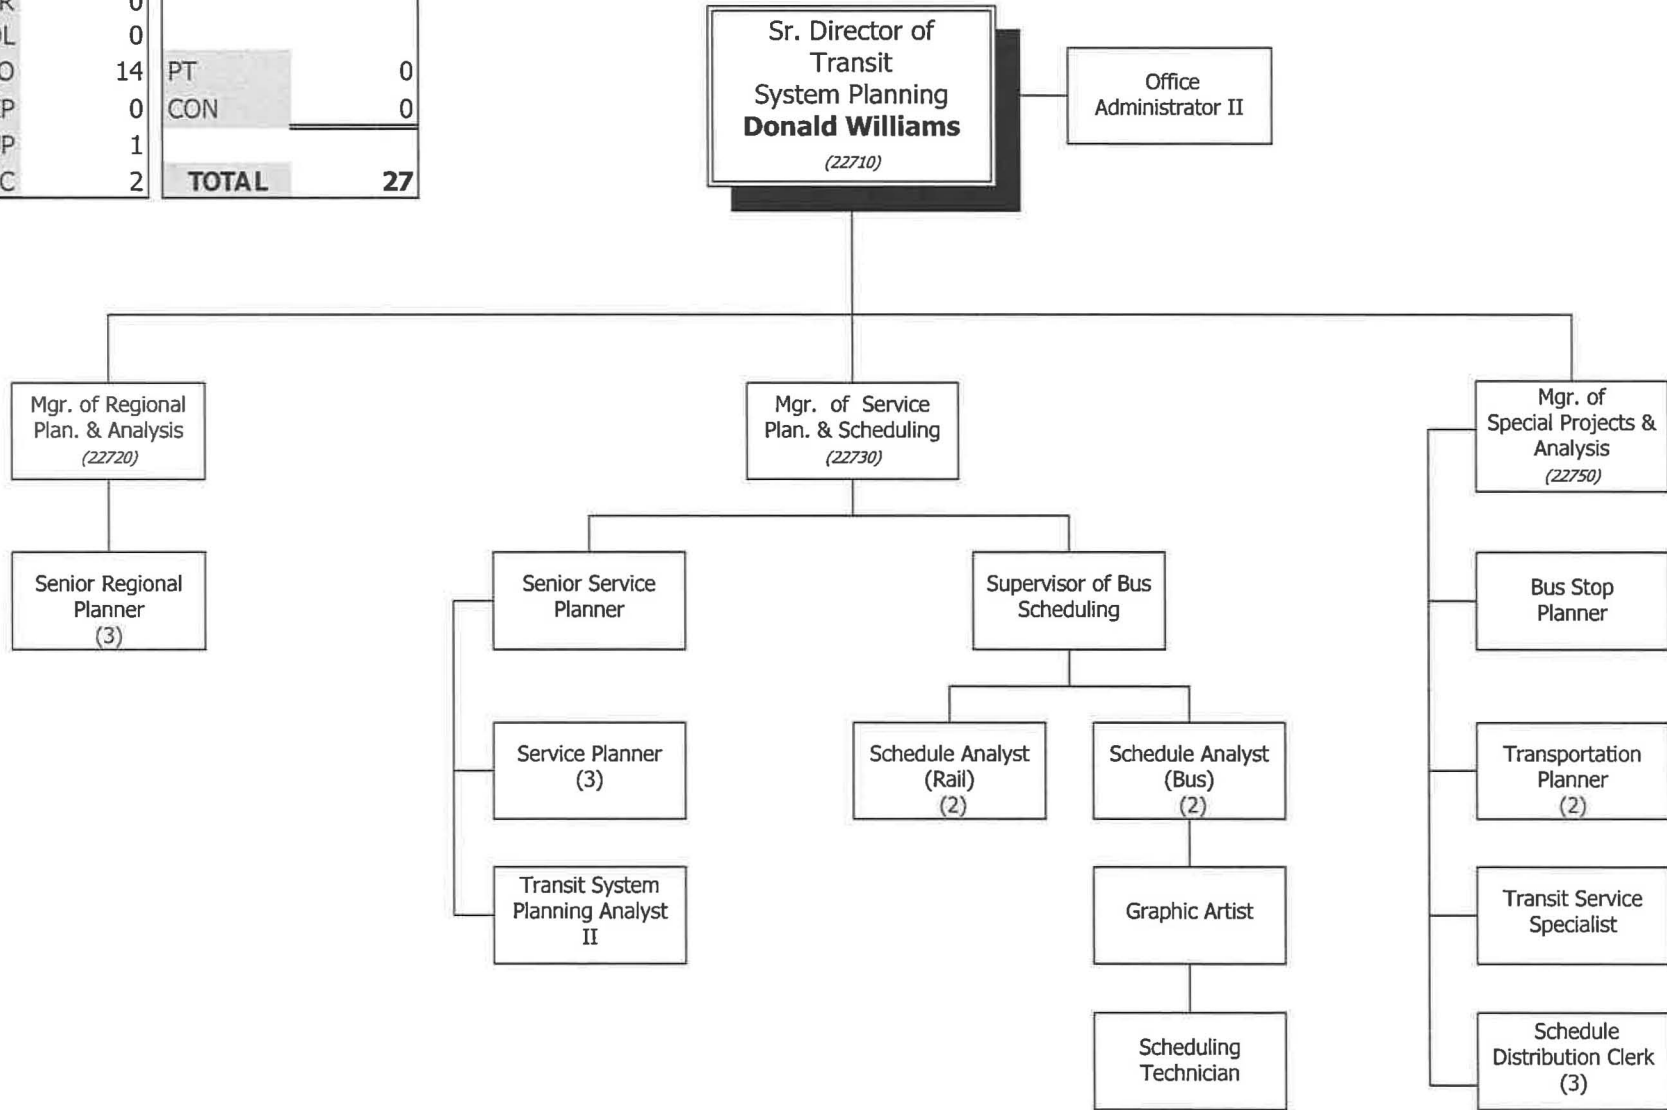 0
0
14 PT 0
P 0 CON 0
P 1
C 2 TOTAL 27
Sr. Director of
Transit
System Planning
Donald Williams
(22710)
Office
Administrator II
Mgr. of Regional
Plan. & Analysis
(22720)
Mgr. of Service
Plan. & Scheduling
(22730)
Mgr. of
Special Projects &
Analysis
(22750)
Senior Regional
Planner
(3)
Senior Service
Planner
Supervisor of Bus
Scheduling
Bus Stop
Planner
Service Planner
(3)
Schedule Analyst
(Rail)
(2)
Schedule Analyst
(Bus)
(2)
Transportation
Planner
(2)
Transit System
Planning Analyst
II
Graphic Artist
Transit Service
Specialist
Scheduling
Technician
Schedule
Distribution Clerk
(3)